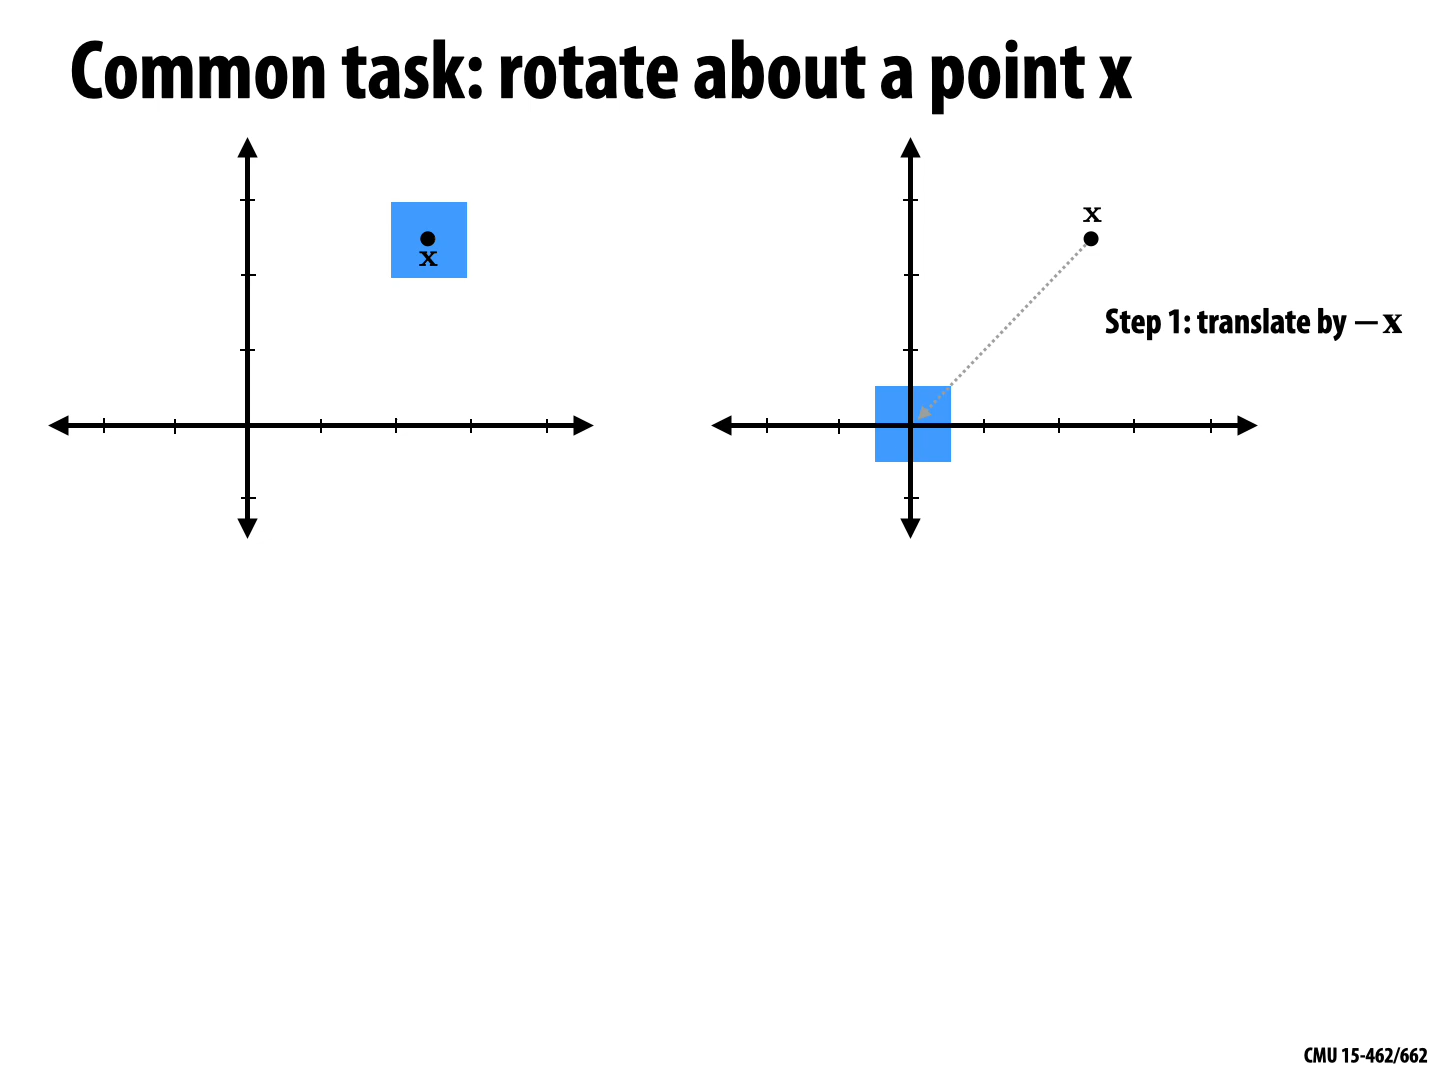 Common task: rotate about a point x
x
x
Step 1: translate by −x
CMU 15-462/662